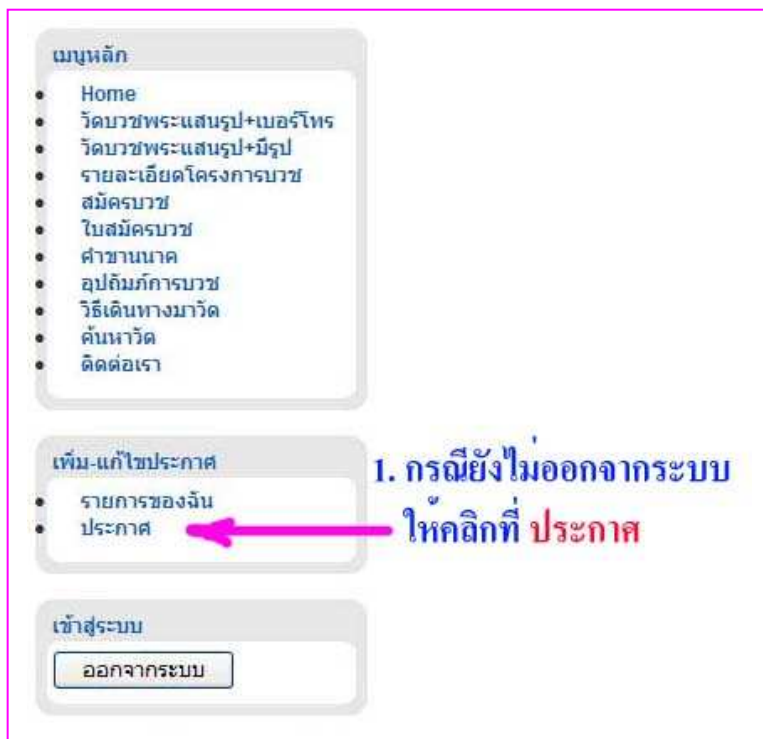 เมนูหลัก
Home
วัดบวชพระแสนรูป+เบอร์โทร
วัดบวชพระแสนรูป+มีรูป
รายละเอียดโครงการบวช
สมัครบวช
ใบสมัครบวช
คำขานนาค
อุปถัมภ์การบวช
วิธีเดินทางมาวัด
ค้นหาวัด
ติดต่อเรา
เพิ่ม-แก้ไขประกาศ
รายการของฉัน
ประกาศ
1. กรณียังไม่ออกจากระบบ
ให้คลิกที่ ประกาศ
เข้าสู่ระบบ
ออกจากระบบ